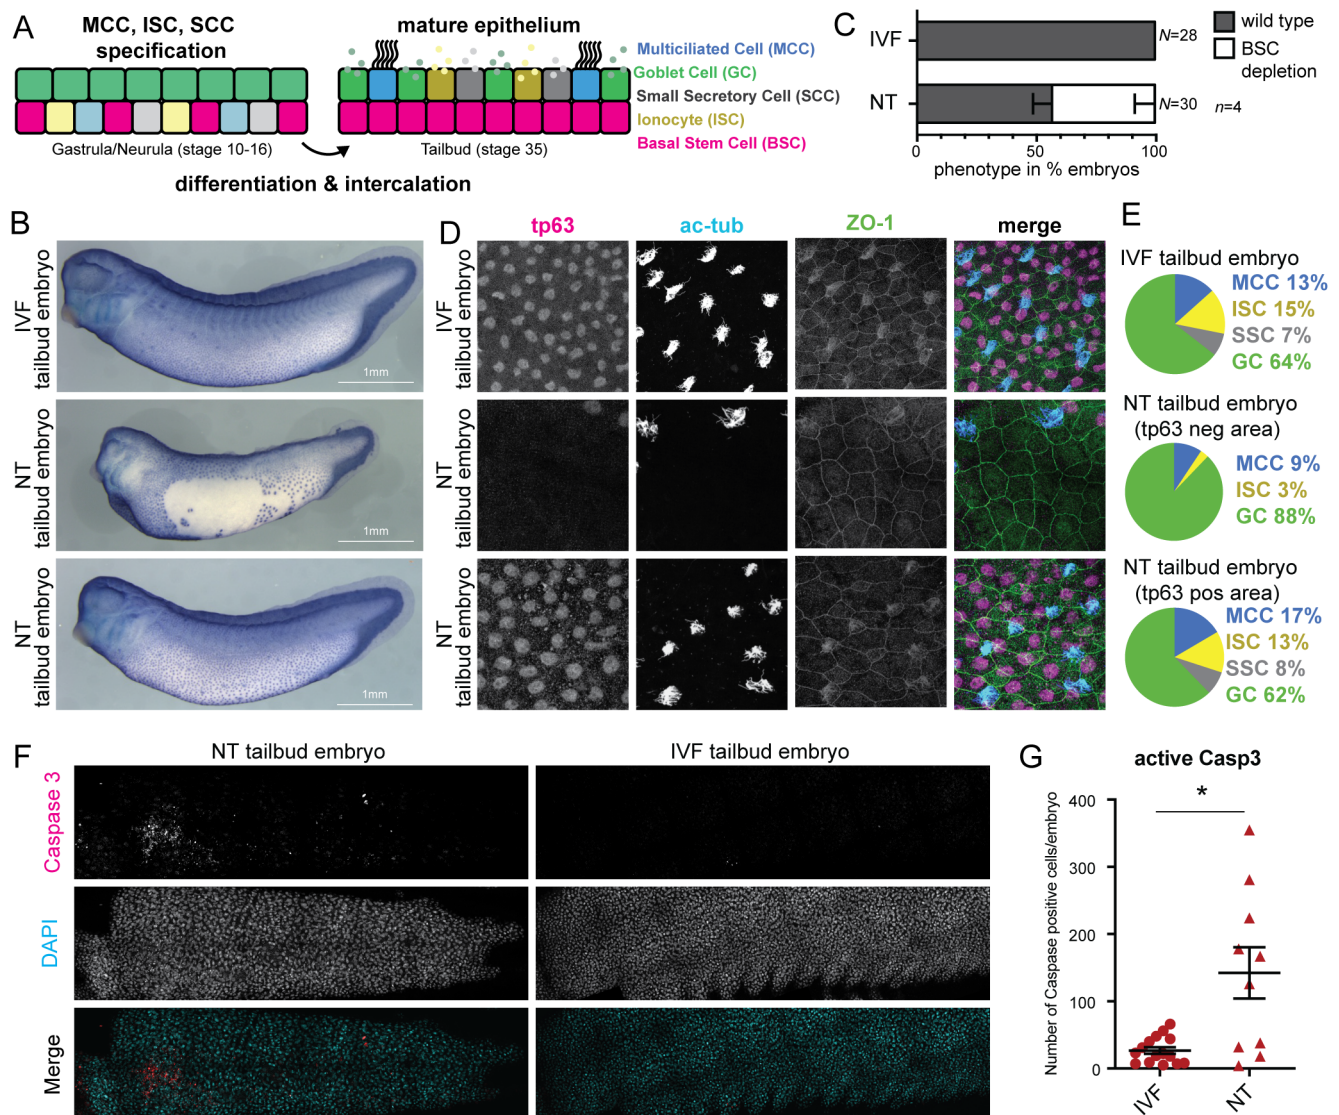 A
MCC, ISC, SCC
specification
Gastrula/Neurula (stage 10-16)
differentiation & intercalation
mature epithelium
Tailbud (stage 35)
Multiciliated Cell (MCC)
Goblet Cell (GC)
Small Secretory Cell (SCC)
Ionocyte (ISC)
Basal Stem Cell (BSC)
C
IVF
NT
N=28
N=30
n=4
0
50
100
phenotype in % embryos
wild type
BSC
depletion
B
IVF
tailbud embryo
1mm
NT
tailbud embryo
1mm
NT
tailbud embryo
1mm
D
tp63
ac-tub
ZO-1
merge
IVF
tailbud embryo
NT
tailbud embryo
NT
tailbud embryo
E
IVF tailbud embryo
MCC 13%
ISC 15%
SSC 7%
GC 64%
NT tailbud embryo
(tp63 neg area)
MCC 9%
ISC 3%
GC 88%
NT tailbud embryo
(tp63 pos area)
MCC 17%
ISC 13%
SSC 8%
GC 62%
F
NT tailbud embryo
IVF tailbud embryo
Caspase 3
DAPI
Merge
G
active Casp3
*
Number of Caspase positive cells/embryo
400
300
200
100
0
IVF
NT